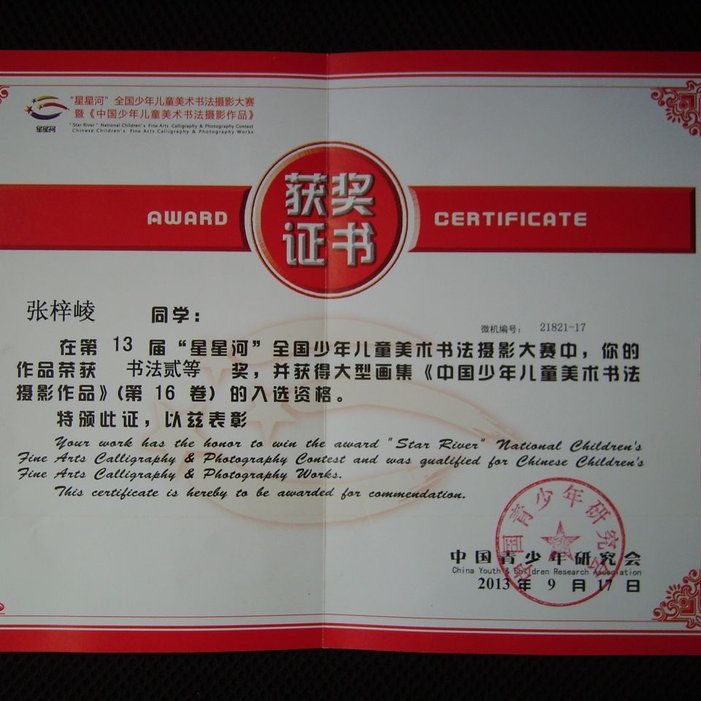 "星星河"全国少年儿童美术书法摄影大赛
暨《中国少年儿童美术书法摄影作品》
"Star River" National Children's Fine Arts Calligraphy & Photography Contest
Chinese Children's Fine Arts Calligraphy & Photography Works
星星河
AWARD
获奖
证书
CERTIFICATE
张梓崚 同学：
微机编号： 21821-17
在第 13 届"星星河"全国少年儿童美术书法摄影大赛中，你的
作品荣获 书法贰等 奖，并获得大型画集《中国少年儿童美术书法
摄影作品》(第 16 卷) 的入选资格。
特颁此证，以兹表彰
Your work has the honor to win the award "Star River" National Children's
Fine Arts Calligraphy & Photography Contest and was qualified for Chinese Children's
Fine Arts Calligraphy & Photography Works.
This certificate is hereby to be awarded for commendation.
中国青少年研究会
中国青少年研究会
China Youth & Children Research Association
2013 年 9 月 17 日